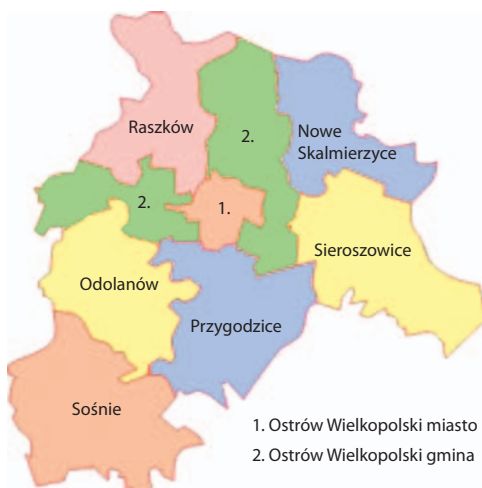 Raszków
2.
Nowe
Skalmierzyce
2.
1.
Sieroszowice
Odolanów
Przygodzice
Sośnie
1. Ostrów Wielkopolski miasto
2. Ostrów Wielkopolski gmina